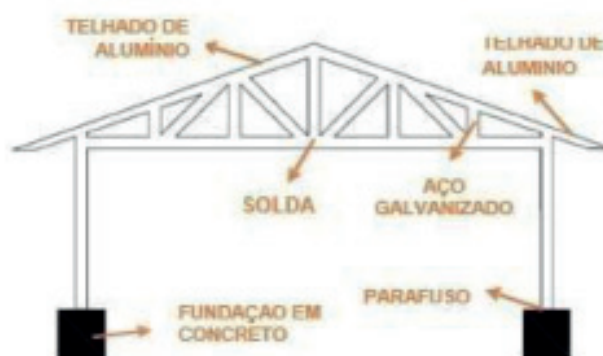 TELHADO DE
ALUMÍNIO
TELHADO DE
ALUMINIO
SOLDA
AÇO
GALVANIZADO
PARAFUSO
FUNDAÇAO EM
CONCRETO